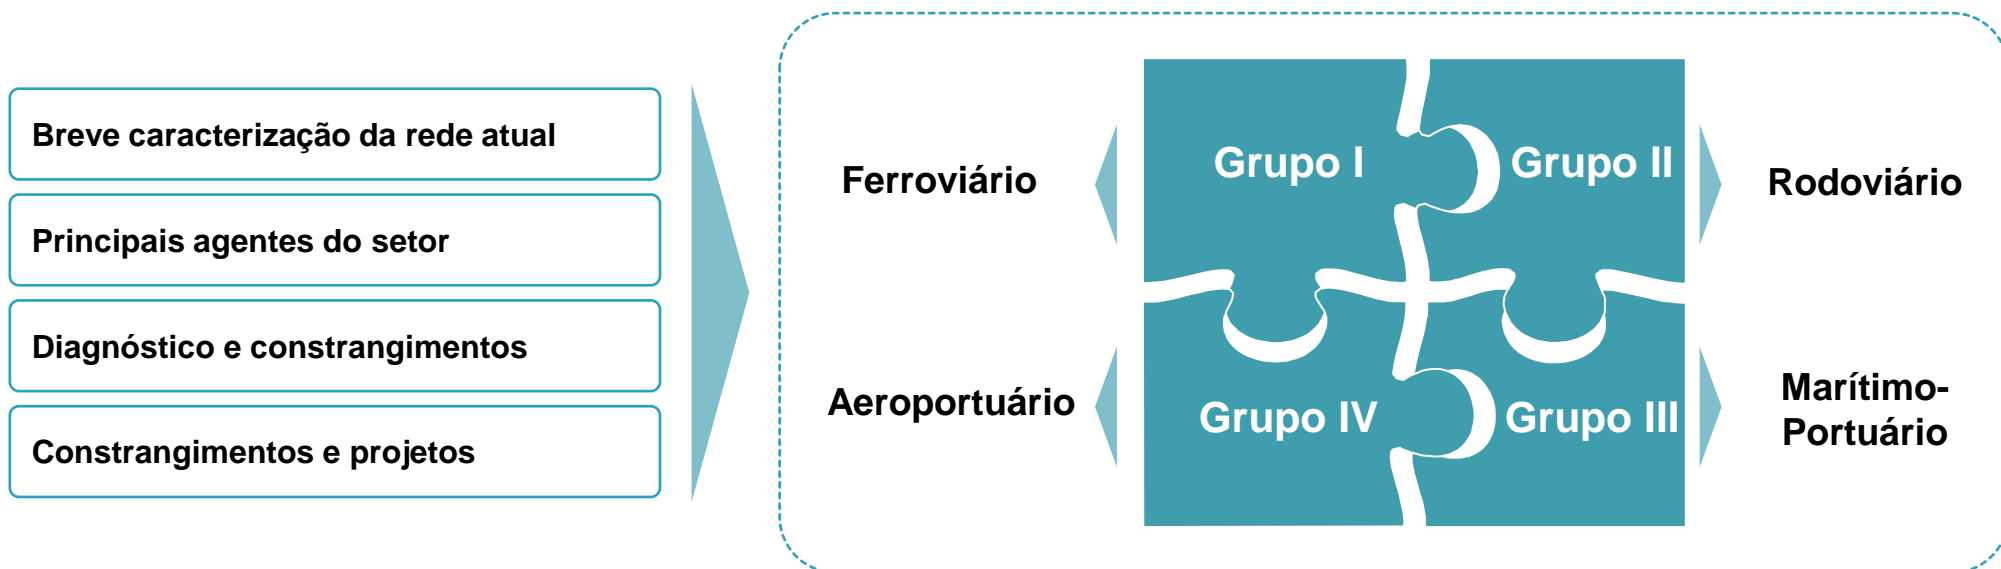 Breve caracterização da rede atual
Principais agentes do setor
Diagnóstico e constrangimentos
Constrangimentos e projetos
Ferroviário
Grupo I
Grupo II
Rodoviário
Aeroportuário
Grupo IV
Grupo III
Marítimo-
Portuário